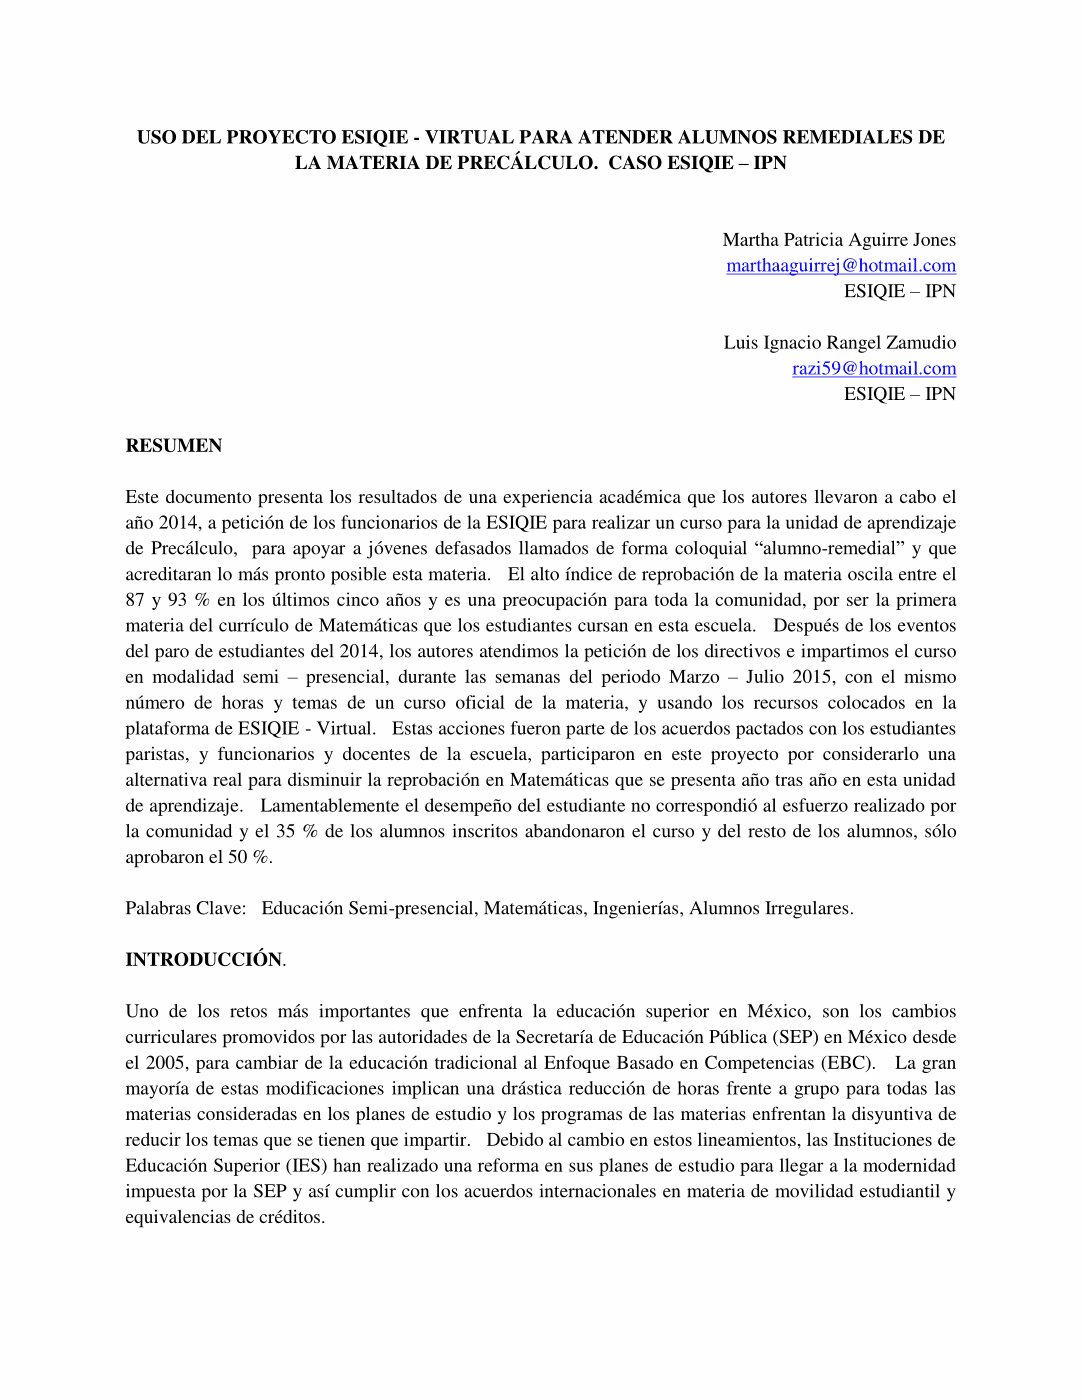 USO DEL PROYECTO ESIQIE - VIRTUAL PARA ATENDER ALUMNOS REMEDIALES DE
LA MATERIA DE PRECÁLCULO.  CASO ESIQIE – IPN
Martha Patricia Aguirre Jones
marthaaguirrej@hotmail.com
ESIQIE – IPN
Luis Ignacio Rangel Zamudio
razi59@hotmail.com
ESIQIE – IPN
RESUMEN
Este documento presenta los resultados de una experiencia académica que los autores llevaron a cabo el
año 2014, a petición de los funcionarios de la ESIQIE para realizar un curso para la unidad de aprendizaje
de Precálculo,  para apoyar a jóvenes defasados llamados de forma coloquial “alumno-remedial” y que
acreditaran lo más pronto posible esta materia.   El alto índice de reprobación de la materia oscila entre el
87 y 93 % en los últimos cinco años y es una preocupación para toda la comunidad, por ser la primera
materia del currículo de Matemáticas que los estudiantes cursan en esta escuela.   Después de los eventos
del paro de estudiantes del 2014, los autores atendimos la petición de los directivos e impartimos el curso
en modalidad semi – presencial, durante las semanas del periodo Marzo – Julio 2015, con el mismo
número de horas y temas de un curso oficial de la materia, y usando los recursos colocados en la
plataforma de ESIQIE - Virtual.   Estas acciones fueron parte de los acuerdos pactados con los estudiantes
paristas, y funcionarios y docentes de la escuela, participaron en este proyecto por considerarlo una
alternativa real para disminuir la reprobación en Matemáticas que se presenta año tras año en esta unidad
de aprendizaje.   Lamentablemente el desempeño del estudiante no correspondió al esfuerzo realizado por
la comunidad y el 35 % de los alumnos inscritos abandonaron el curso y del resto de los alumnos, sólo
aprobaron el 50 %.
Palabras Clave:   Educación Semi-presencial, Matemáticas, Ingenierías, Alumnos Irregulares.
INTRODUCCIÓN.
Uno de los retos más importantes que enfrenta la educación superior en México, son los cambios
curriculares promovidos por las autoridades de la Secretaría de Educación Pública (SEP) en México desde
el 2005, para cambiar de la educación tradicional al Enfoque Basado en Competencias (EBC).   La gran
mayoría de estas modificaciones implican una drástica reducción de horas frente a grupo para todas las
materias consideradas en los planes de estudio y los programas de las materias enfrentan la disyuntiva de
reducir los temas que se tienen que impartir.   Debido al cambio en estos lineamientos, las Instituciones de
Educación Superior (IES) han realizado una reforma en sus planes de estudio para llegar a la modernidad
impuesta por la SEP y así cumplir con los acuerdos internacionales en materia de movilidad estudiantil y
equivalencias de créditos.